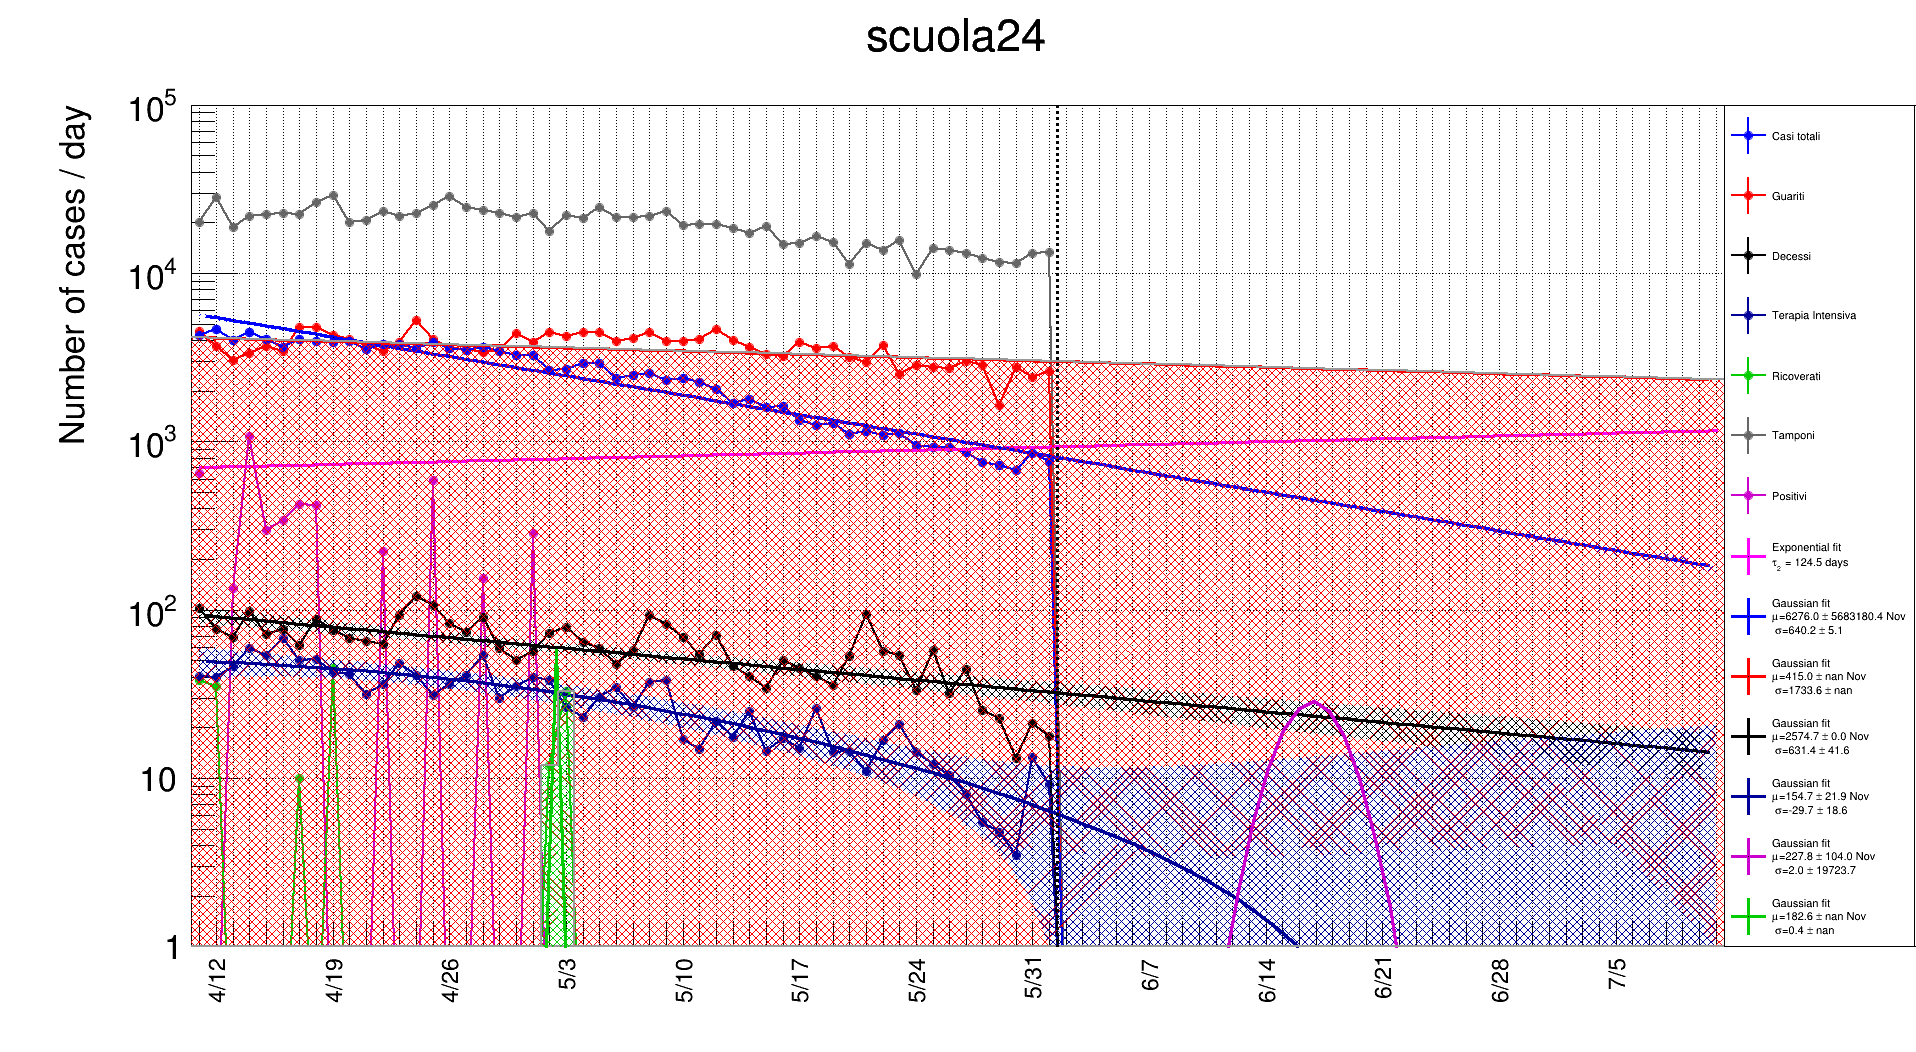 scuola24
Number of cases / day
10^5
10^4
10^3
10^2
10
1
4/12
4/19
4/26
5/3
5/10
5/17
5/24
5/31
6/7
6/14
6/21
6/28
7/5
Casi totali
Guariti
Decessi
Terapia Intensiva
Ricoverati
Tamponi
Positivi
Exponential fit
τ_2 = 124.5 days
Gaussian fit
μ=6276.0 ± 5683180.4 Nov
σ=640.2 ± 5.1
Gaussian fit
μ=415.0 ± nan Nov
σ=1733.6 ± nan
Gaussian fit
μ=2574.7 ± 0.0 Nov
σ=631.4 ± 41.6
Gaussian fit
μ=154.7 ± 21.9 Nov
σ=-29.7 ± 18.6
Gaussian fit
μ=227.8 ± 104.0 Nov
σ=2.0 ± 19723.7
Gaussian fit
μ=182.6 ± nan Nov
σ=0.4 ± nan